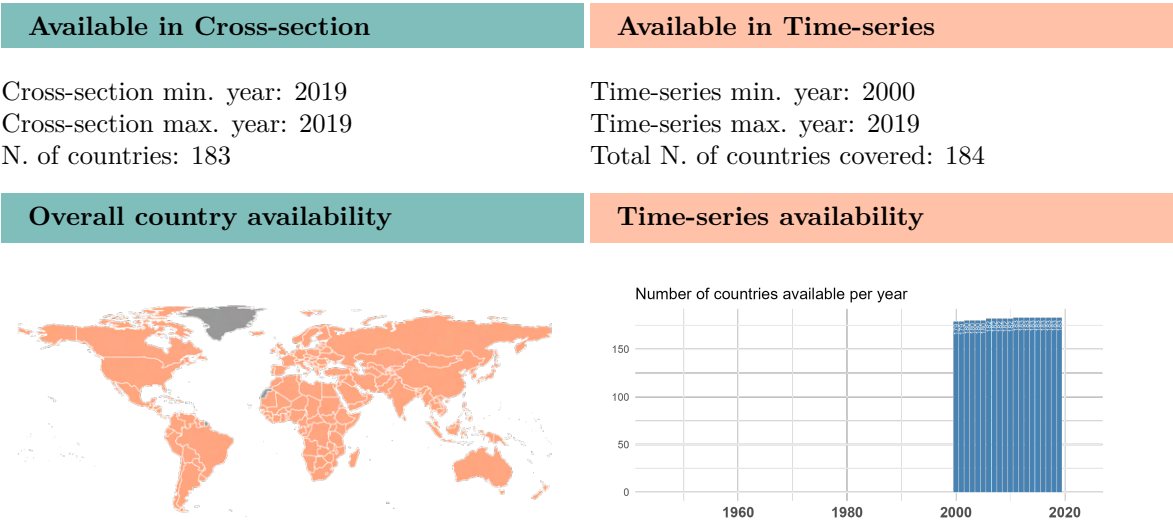 Available in Cross-section
Available in Time-series
Cross-section min. year: 2019
Cross-section max. year: 2019
N. of countries: 183
Time-series min. year: 2000
Time-series max. year: 2019
Total N. of countries covered: 184
Overall country availability
Time-series availability
Number of countries available per year
150
100
50
0
1960
1980
2000
2020